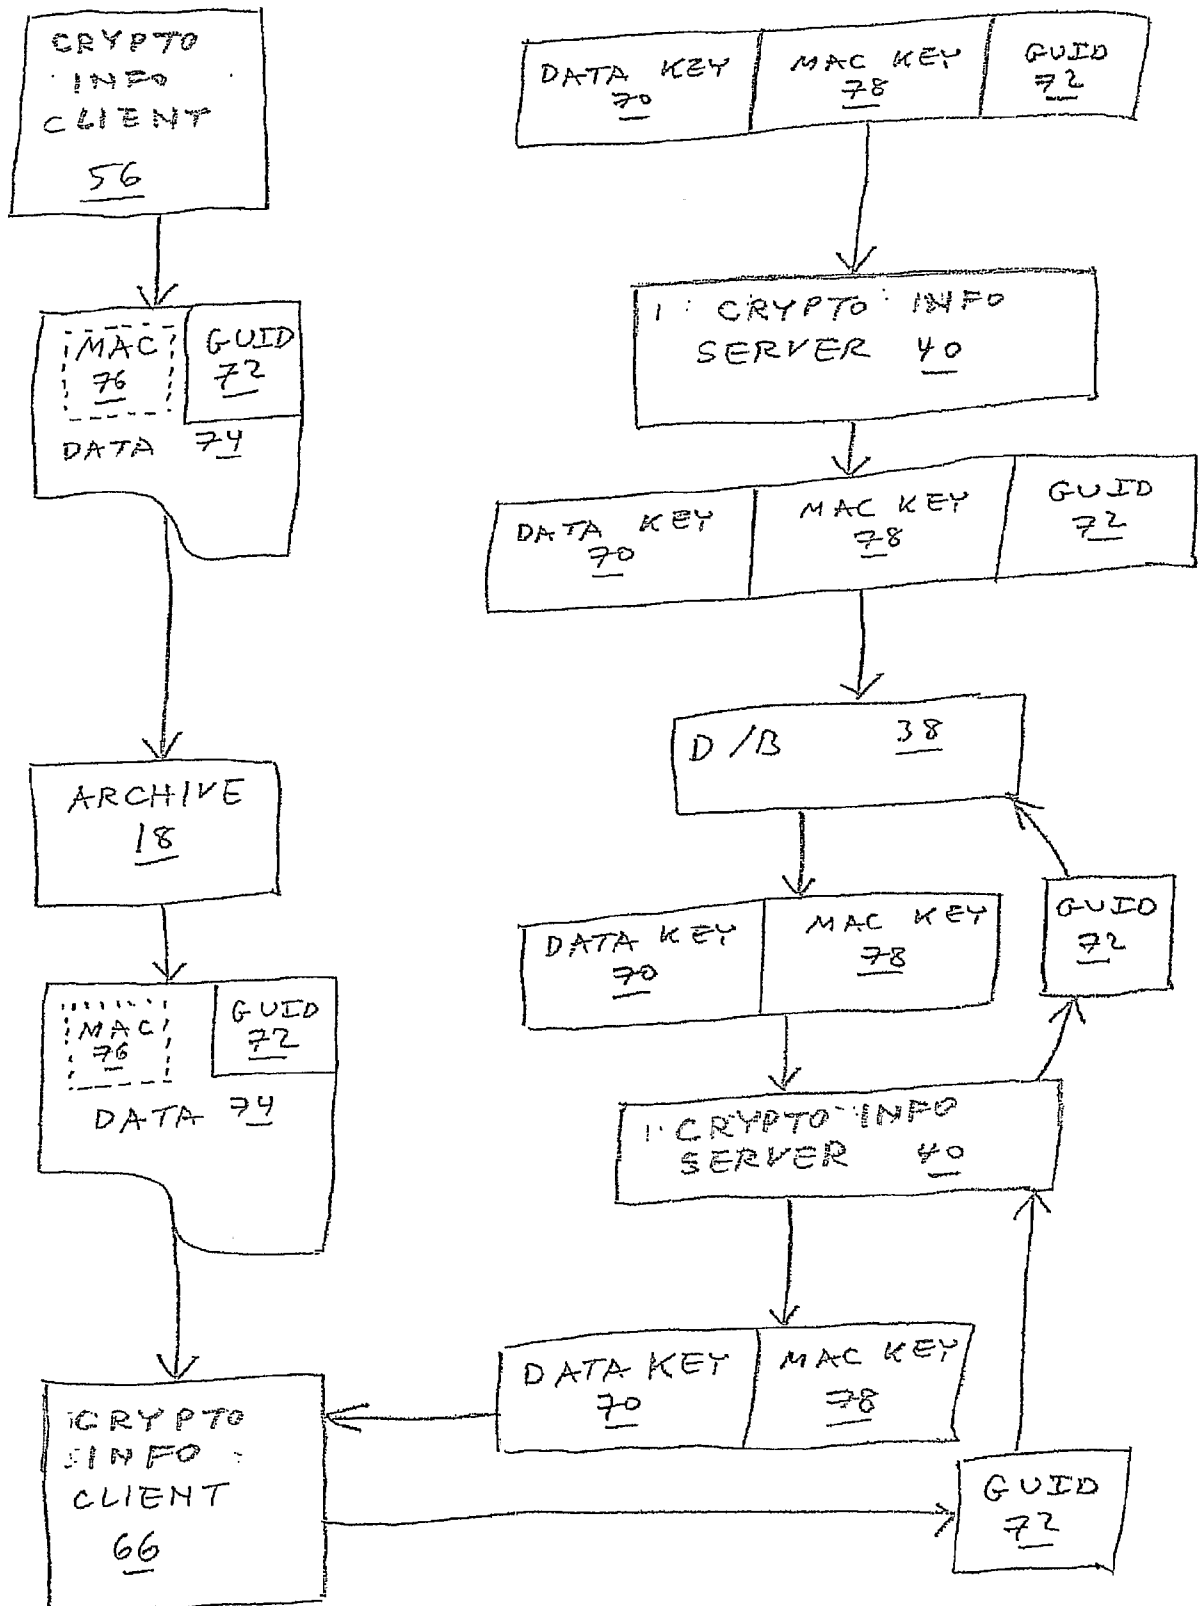 CRYPTO
INFO
CLIENT
56
DATA KEY
70
MAC KEY
78
GUID
72
CRYPTO INFO
SERVER 40
MAC
76
GUID
72
DATA 74
DATA KEY
70
MAC KEY
78
GUID
72
D/B 38
ARCHIVE
18
DATA KEY
70
MAC KEY
78
GUID
72
MAC
76
GUID
72
DATA 74
CRYPTO INFO
SERVER 40
DATA KEY
70
MAC KEY
78
CRYPTO
INFO
CLIENT
66
GUID
72